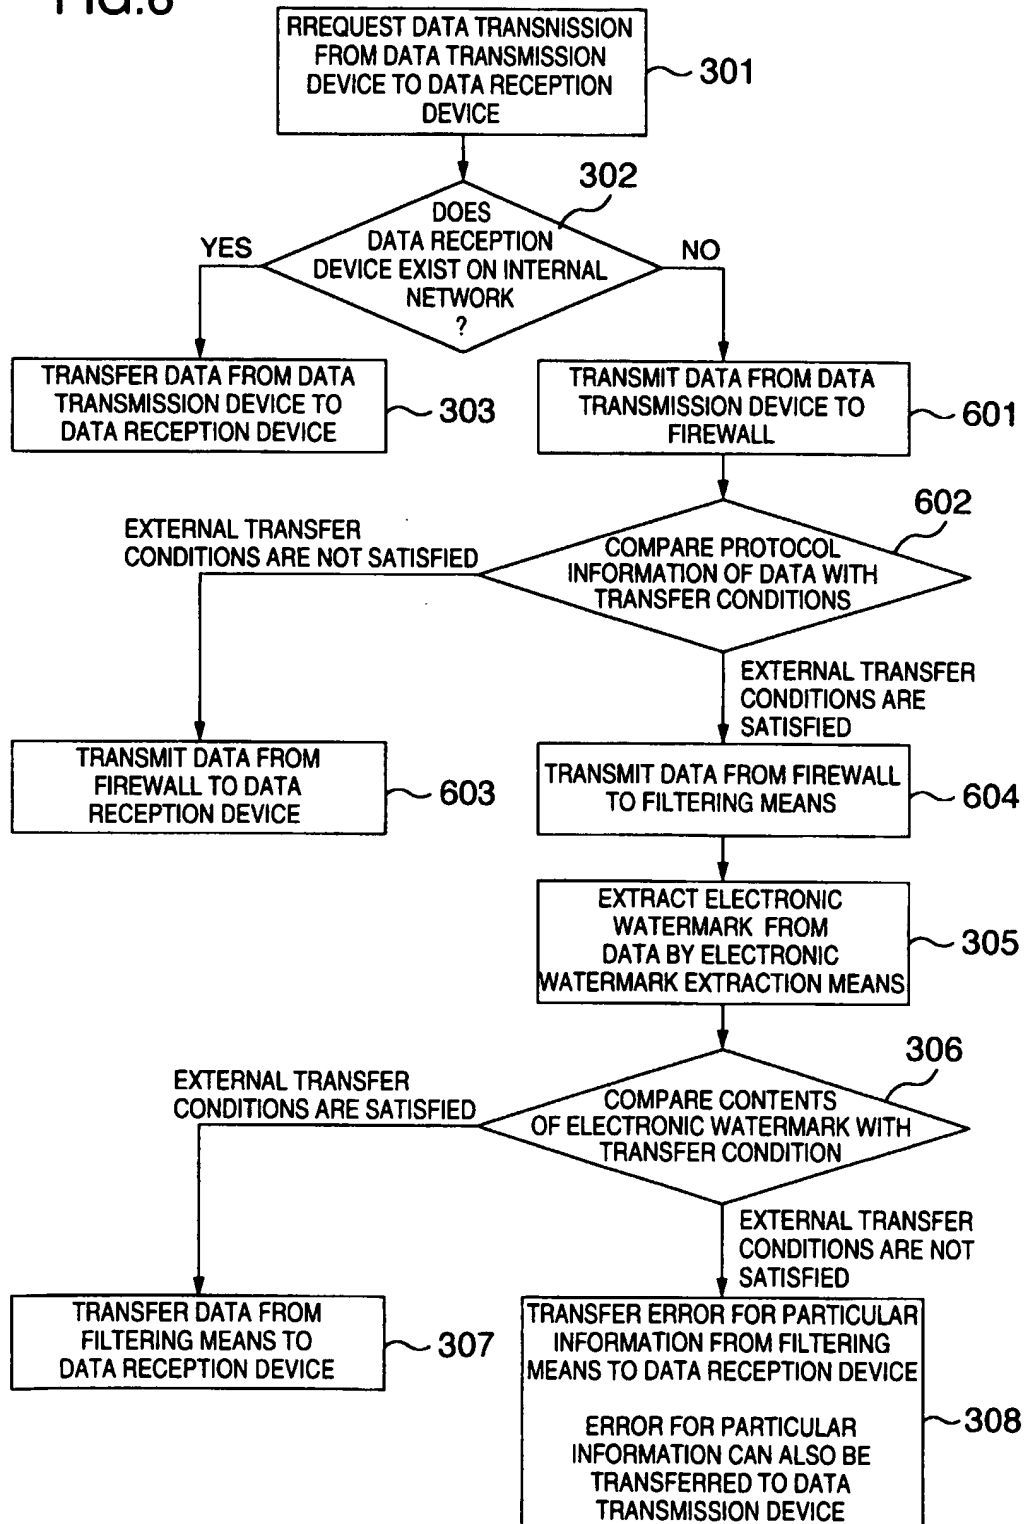 FIG.6
RREQUEST DATA TRANSNISSION
FROM DATA TRANSMISSION
DEVICE TO DATA RECEPTION
DEVICE
301
302
DOES
DATA RECEPTION
DEVICE EXIST ON INTERNAL
NETWORK
?
YES
NO
TRANSFER DATA FROM DATA
TRANSMISSION DEVICE TO
DATA RECEPTION DEVICE
303
TRANSMIT DATA FROM DATA
TRANSMISSION DEVICE TO
FIREWALL
601
602
EXTERNAL TRANSFER
CONDITIONS ARE NOT SATISFIED
COMPARE PROTOCOL
INFORMATION OF DATA WITH
TRANSFER CONDITIONS
EXTERNAL TRANSFER
CONDITIONS ARE
SATISFIED
TRANSMIT DATA FROM
FIREWALL TO DATA
RECEPTION DEVICE
603
TRANSMIT DATA FROM FIREWALL
TO FILTERING MEANS
604
EXTRACT ELECTRONIC
WATERMARK FROM
DATA BY ELECTRONIC
WATERMARK EXTRACTION MEANS
305
306
EXTERNAL TRANSFER
CONDITIONS ARE SATISFIED
COMPARE CONTENTS
OF ELECTRONIC WATERMARK WITH
TRANSFER CONDITION
EXTERNAL TRANSFER
CONDITIONS ARE NOT
SATISFIED
TRANSFER DATA FROM
FILTERING MEANS TO
DATA RECEPTION DEVICE
307
TRANSFER ERROR FOR PARTICULAR
INFORMATION FROM FILTERING
MEANS TO DATA RECEPTION DEVICE
ERROR FOR PARTICULAR
INFORMATION CAN ALSO BE
TRANSFERRED TO DATA
TRANSMISSION DEVICE
308